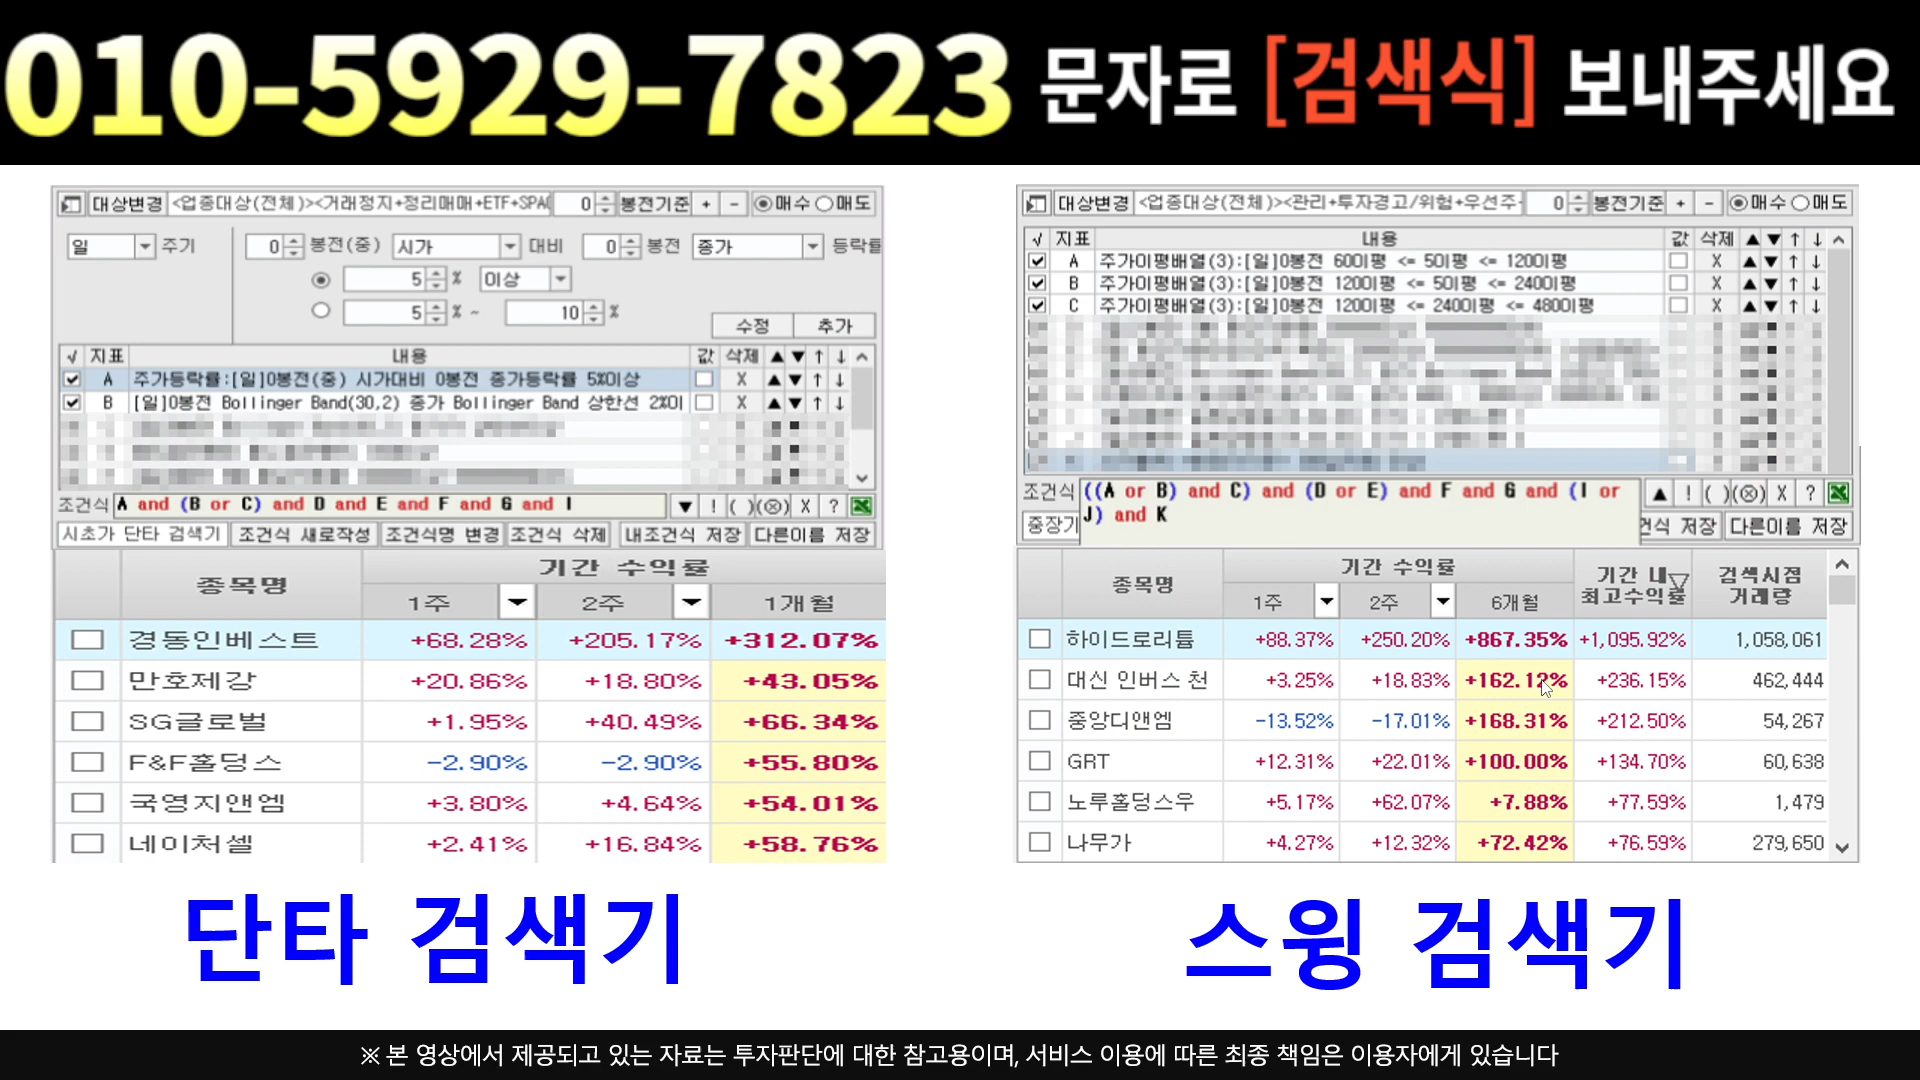 010-5929-7823 문자로 [검색식] 보내주세요
대상변경 <업종대상(전체)><거래정지+정리매매+ETF+SPAC 0 봉전기준 + - 매수 매도
일 주기 0 봉전(중) 시가 대비 0 봉전 종가 등락률
5 % 이상
5 % ~ 10 %
수정 추가
√ 지표 내용 값 삭제 ▲ ▼ ↑ ↓
A 주가등락률:[일]0봉전(중) 시가대비 0봉전 종가등락률 5%이상 X ▲ ▼ ↑ ↓
B [일]0봉전 Bollinger Band(30,2) 종가 Bollinger Band 상한선 2%이 X ▲ ▼ ↑ ↓
조건식 A and (B or C) and D and E and F and G and I ▼ ! ( )(⊗) X ?
시초가 단타 검색기 조건식 새로작성 조건식명 변경 조건식 삭제 내조건식 저장 다른이름 저장
종목명 기간 수익률
1주 2주 1개월
경동인베스트 +68.28% +205.17% +312.07%
만호제강 +20.86% +18.80% +43.05%
SG글로벌 +1.95% +40.49% +66.34%
F&F홀딩스 -2.90% -2.90% +55.80%
국영지앤엠 +3.80% +4.64% +54.01%
네이처셀 +2.41% +16.84% +58.76%
단타 검색기
대상변경 <업종대상(전체)><관리+투자경고/위험+우선주+ 0 봉전기준 + - 매수 매도
√ 지표 내용 값 삭제 ▲ ▼ ↑ ↓
A 주가이평배열(3):[일]0봉전 60이평 <= 5이평 <= 120이평 X ▲ ▼ ↑ ↓
B 주가이평배열(3):[일]0봉전 120이평 <= 5이평 <= 240이평 X ▲ ▼ ↑ ↓
C 주가이평배열(3):[일]0봉전 120이평 <= 240이평 <= 480이평 X ▲ ▼ ↑ ↓
조건식 ((A or B) and C) and (D or E) and F and G and (I or ▲ ! ( )(⊗) X ?
중장기 J) and K 건식 저장 다른이름 저장
종목명 기간 수익률 기간 내 최고수익률 검색시점 거래량
1주 2주 6개월
하이드로리튬 +88.37% +250.20% +867.35% +1,095.92% 1,058,061
대신 인버스 천 +3.25% +18.83% +162.12% +236.15% 462,444
중앙디앤엠 -13.52% -17.01% +168.31% +212.50% 54,267
GRT +12.31% +22.01% +100.00% +134.70% 60,638
노루홀딩스우 +5.17% +62.07% +7.88% +77.59% 1,479
나무가 +4.27% +12.32% +72.42% +76.59% 279,650
스윙 검색기
※ 본 영상에서 제공되고 있는 자료는 투자판단에 대한 참고용이며, 서비스 이용에 따른 최종 책임은 이용자에게 있습니다